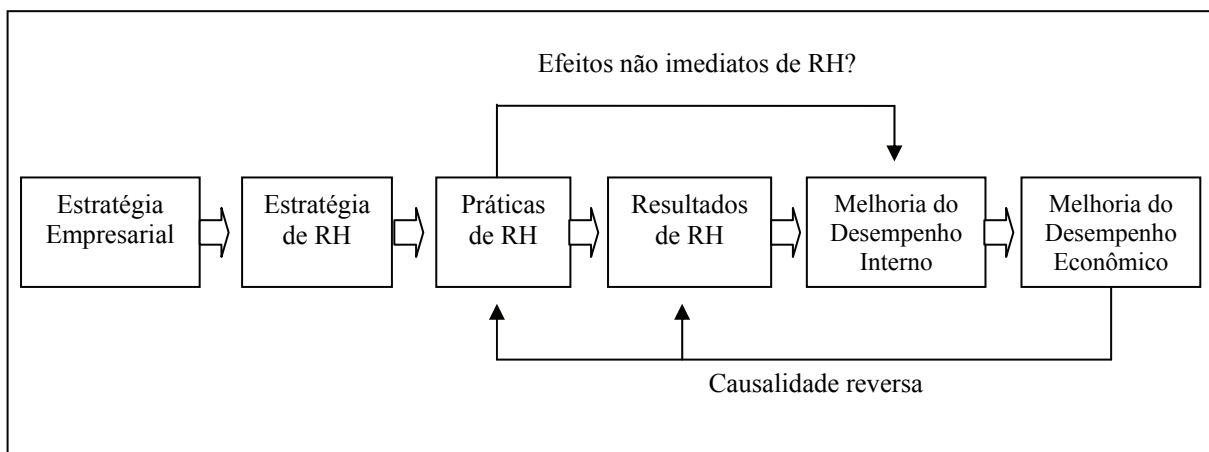 Efeitos não imediatos de RH?
Estratégia
Empresarial
Estratégia
de RH
Práticas
de RH
Resultados
de RH
Melhoria do
Desempenho
Interno
Melhoria do
Desempenho
Econômico
Causalidade reversa